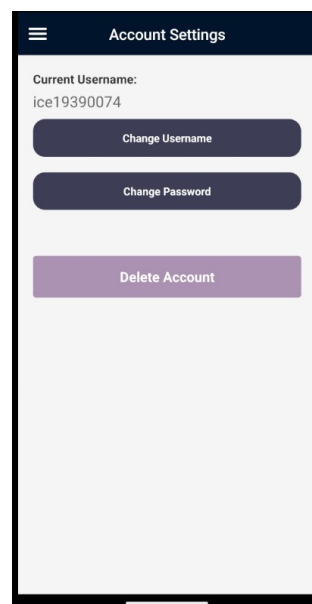 Account Settings
Current Username:
ice19390074
Change Username
Change Password
Delete Account